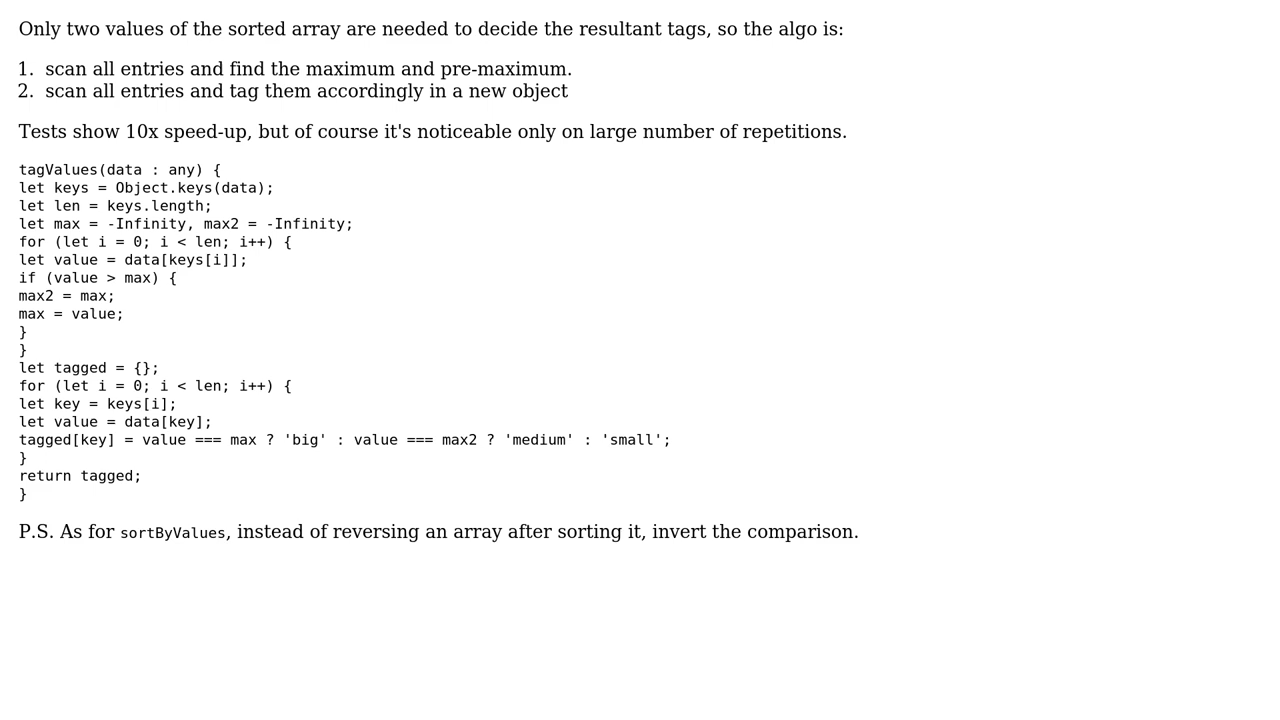 Only two values of the sorted array are needed to decide the resultant tags, so the algo is:
1. scan all entries and find the maximum and pre-maximum.
2. scan all entries and tag them accordingly in a new object
Tests show 10x speed-up, but of course it's noticeable only on large number of repetitions.
tagValues(data : any) {
let keys = Object.keys(data);
let len = keys.length;
let max = -Infinity, max2 = -Infinity;
for (let i = 0; i < len; i++) {
let value = data[keys[i]];
if (value > max) {
max2 = max;
max = value;
}
}
let tagged = {};
for (let i = 0; i < len; i++) {
let key = keys[i];
let value = data[key];
tagged[key] = value === max ? 'big' : value === max2 ? 'medium' : 'small';
}
return tagged;
}
P.S. As for sortByValues, instead of reversing an array after sorting it, invert the comparison.